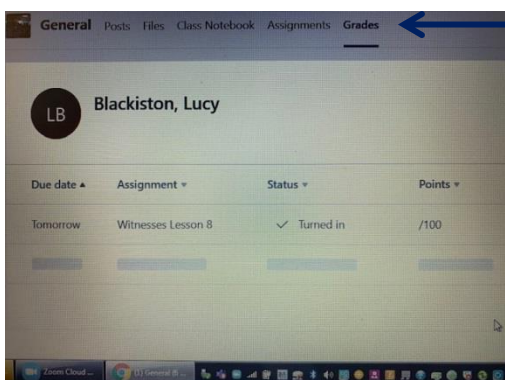 General Posts Files Class Notebook Assignments Grades
LB
Blackiston, Lucy
Due date Assignment Status Points
Tomorrow Witnesses Lesson 8 Turned in /100
Zoom Cloud ... General